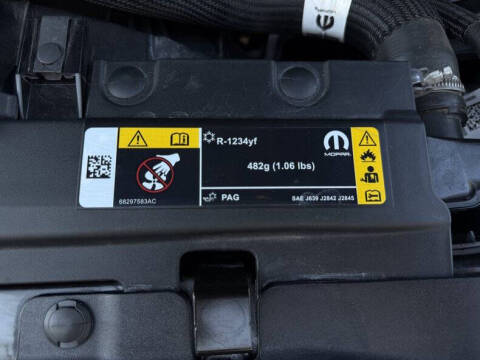 R-1234yf
MOPAR
482g (1.06 lbs)
68297583AC
PAG
SAE J639 J2842 J2845